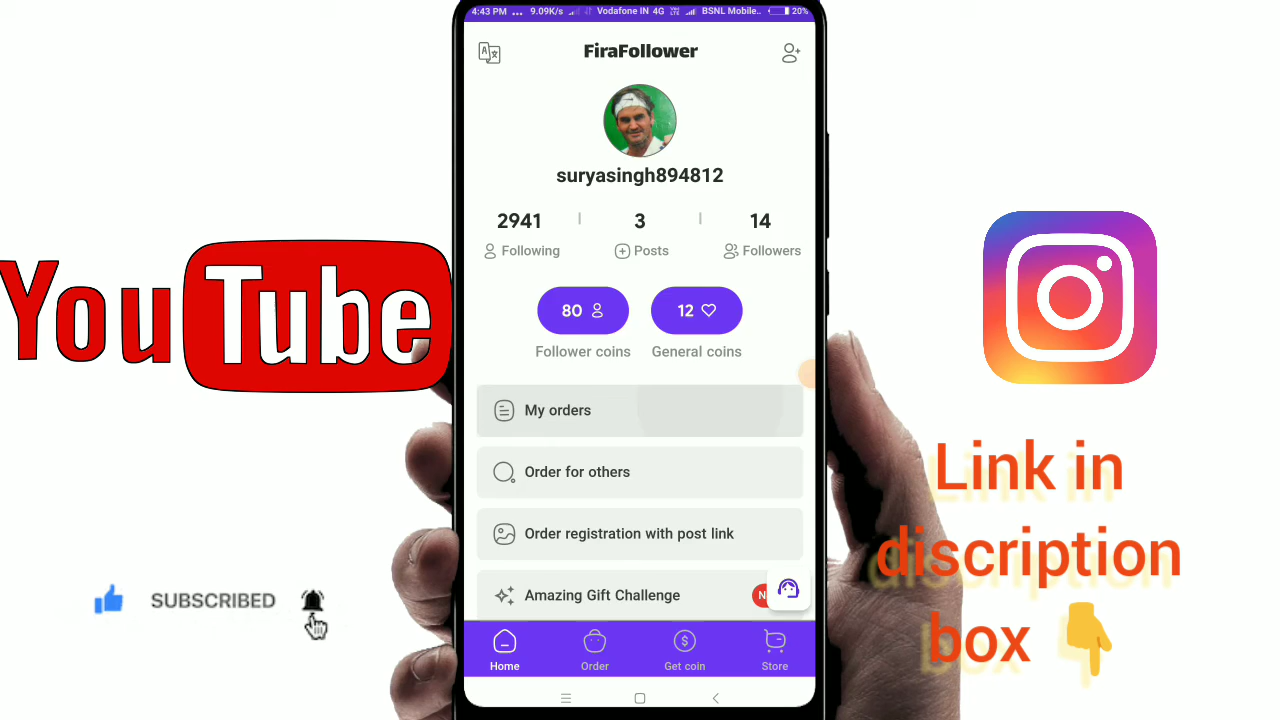 4:43 PM ... 9.09K/s Vodafone IN 4G BSNL Mobile.. 20%
FiraFollower
suryasingh894812
2941 3 14
Following Posts Followers
80 12
Follower coins General coins
My orders
Order for others
Order registration with post link
Amazing Gift Challenge
Home Order Get coin Store
YouTube
SUBSCRIBED
Link in
discription
box